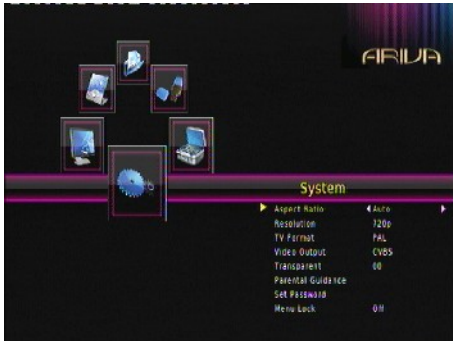 ARIVA
System
Aspect Ratio Auto
Resolution 720p
TV Format PAL
Video Output CVBS
Transparent 00
Parental Guidance
Set Password
Menu Lock Off